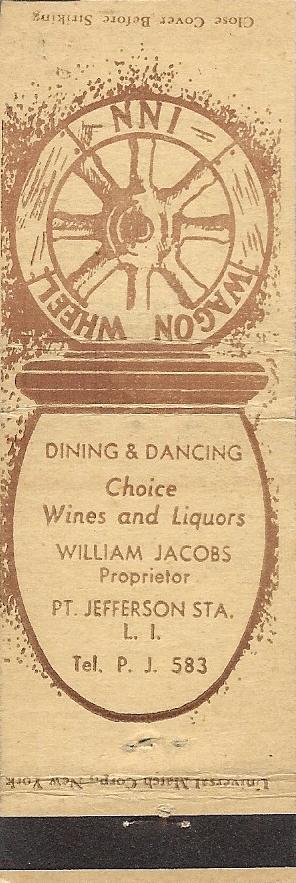 Close Cover Before Striking
WAGON WHEEL
INN
DINING & DANCING
Choice
Wines and Liquors
WILLIAM JACOBS
Proprietor
PT. JEFFERSON STA.
L. I.
Tel. P. J. 583
Universal Match Corp., New York